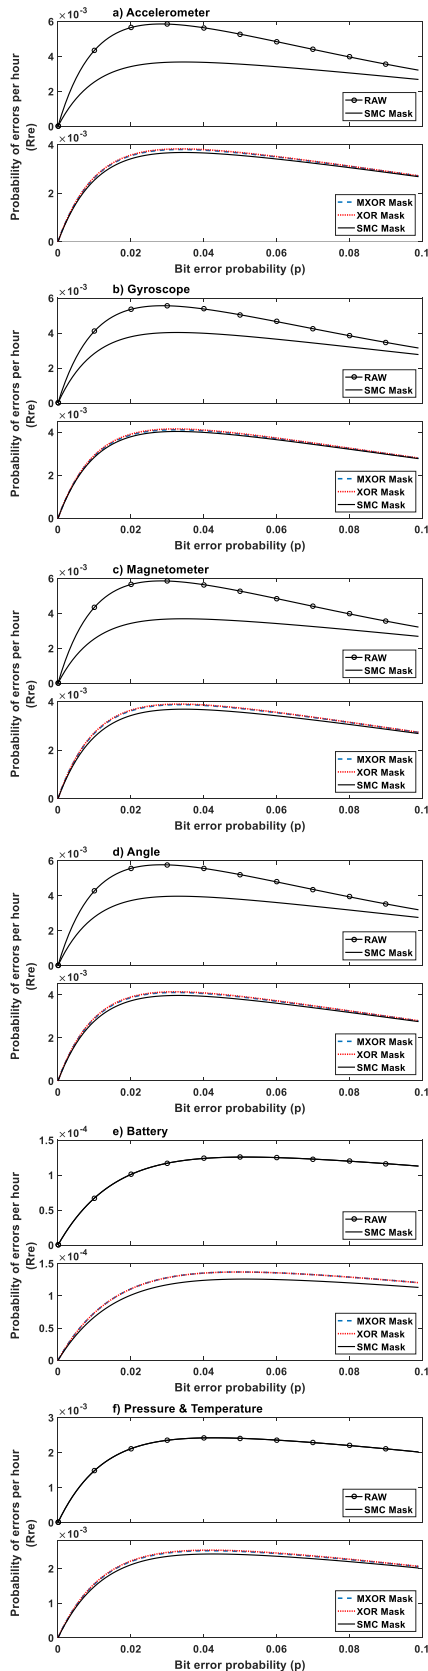 a) Accelerometer
×10⁻³
6
4
2
0
RAW
SMC Mask
Probability of errors per hour
(Rre)
4
2
0
MXOR Mask
XOR Mask
SMC Mask
0 0.02 0.04 0.06 0.08 0.1
Bit error probability (p)
b) Gyroscope
×10⁻³
6
4
2
0
RAW
SMC Mask
Probability of errors per hour
(Rre)
4
2
0
MXOR Mask
XOR Mask
SMC Mask
0 0.02 0.04 0.06 0.08 0.1
Bit error probability (p)
c) Magnetometer
×10⁻³
6
4
2
0
RAW
SMC Mask
Probability of errors per hour
(Rre)
4
2
0
MXOR Mask
XOR Mask
SMC Mask
0 0.02 0.04 0.06 0.08 0.1
Bit error probability (p)
d) Angle
×10⁻³
6
4
2
0
RAW
SMC Mask
Probability of errors per hour
(Rre)
×10⁻³
4
2
0
MXOR Mask
XOR Mask
SMC Mask
0 0.02 0.04 0.06 0.08 0.1
Bit error probability (p)
e) Battery
×10⁻⁴
1.5
1
0.5
0
RAW
SMC Mask
Probability of errors per hour
(Rre)
×10⁻⁴
1.5
1
0.5
0
MXOR Mask
XOR Mask
SMC Mask
0 0.02 0.04 0.06 0.08 0.1
Bit error probability (p)
f) Pressure & Temperature
×10⁻³
3
2
1
0
RAW
SMC Mask
Probability of errors per hour
(Rre)
×10⁻³
2
1
0
MXOR Mask
XOR Mask
SMC Mask
0 0.02 0.04 0.06 0.08 0.1
Bit error probability (p)